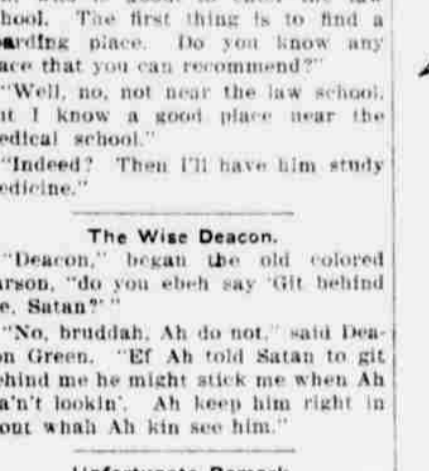 hool. The first thing is to find a
arding place. Do you know any
ace that you can recommend?"
"Well, no, not near the law school.
ut I know a good place near the
edical school."
"Indeed? Then I'll have him study
edicine."
The Wise Deacon.
"Deacon," began the old colored
arson, "do you ebeh say 'Git behind
e, Satan?'"
"No, bruddah, Ah do not," said Dea-
on Green. "Ef Ah told Satan to git
ehind me he might stick me when Ah
a'n't lookin'. Ah keep him right in
out whah Ah kin see him."